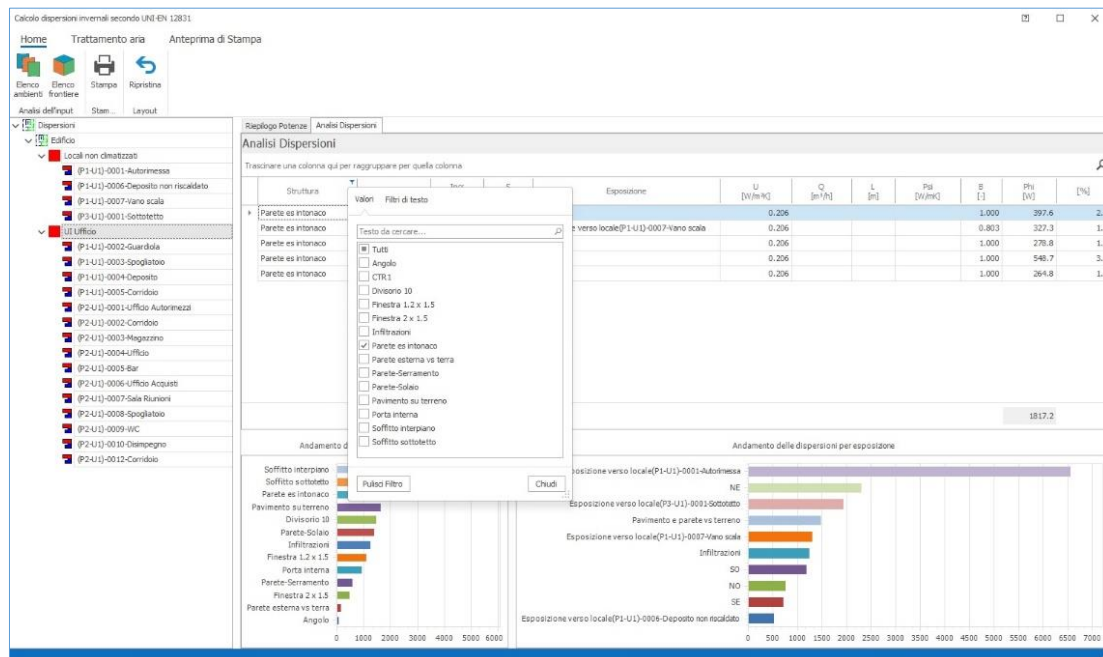 Calcolo dispersioni invernali secondo UNI-EN 12831
Home Trattamento aria Anteprima di Stampa
Elenco ambienti
Elenco frontiere
Stampa
Ripristina
Analisi dell'input Stam... Layout
Dispersioni
Edificio
Locali non climatizzati
(P1-U1)-0001-Autorimessa
(P1-U1)-0006-Deposito non riscaldato
(P1-U1)-0007-Vano scala
(P3-U1)-0001-Sottotetto
UI Ufficio
(P1-U1)-0002-Guardiola
(P1-U1)-0003-Spogliatoio
(P1-U1)-0004-Deposito
(P1-U1)-0005-Corridoio
(P2-U1)-0001-Ufficio Autorimezzi
(P2-U1)-0002-Corridoio
(P2-U1)-0003-Magazzino
(P2-U1)-0004-Ufficio
(P2-U1)-0005-Bar
(P2-U1)-0006-Ufficio Acquisti
(P2-U1)-0007-Sala Riunioni
(P2-U1)-0008-Spogliatoio
(P2-U1)-0009-WC
(P2-U1)-0010-Disimpegno
(P2-U1)-0012-Corridoio
Riepilogo Potenze Analisi Dispersioni
Analisi Dispersioni
Trascinare una colonna qui per raggruppare per quella colonna
Struttura Esposizione U [W/m²K] Q [m³/h] L [m] Psi [W/mK] B [-] Phi [W] [%]
Parete es intonaco 0.206 1.000 397.6 2.
Parete es intonaco e verso locale(P1-U1)-0007-Vano scala 0.206 0.803 327.3 1.
Parete es intonaco 0.206 1.000 278.8 1.
Parete es intonaco 0.206 1.000 548.7 3.
Parete es intonaco 0.206 1.000 264.8 1.
1817.2
Valori Filtri di testo
Testo da cercare...
Tutti
Angolo
CTR1
Divisorio 10
Finestra 1.2 x 1.5
Finestra 2 x 1.5
Infiltrazioni
Parete es intonaco
Parete esterna vs terra
Parete-Serramento
Parete-Solaio
Pavimento su terreno
Porta interna
Soffitto interpiano
Soffitto sottotetto
Pulisci Filtro Chiudi
Andamento d
Soffitto interpiano
Soffitto sottotetto
Parete es intonaco
Pavimento su terreno
Divisorio 10
Parete-Solaio
Infiltrazioni
Finestra 1.2 x 1.5
Porta interna
Parete-Serramento
Finestra 2 x 1.5
Parete esterna vs terra
Angolo
0 1000 2000 3000 4000 5000 6000
Andamento delle dispersioni per esposizione
posizione verso locale(P1-U1)-0001-Autorimessa
NE
Esposizione verso locale(P3-U1)-0001-Sottotetto
Pavimento e parete vs terreno
Esposizione verso locale(P1-U1)-0007-Vano scala
Infiltrazioni
SO
NO
SE
Esposizione verso locale(P1-U1)-0006-Deposito non riscaldato
0 500 1000 1500 2000 2500 3000 3500 4000 4500 5000 5500 6000 6500 7000